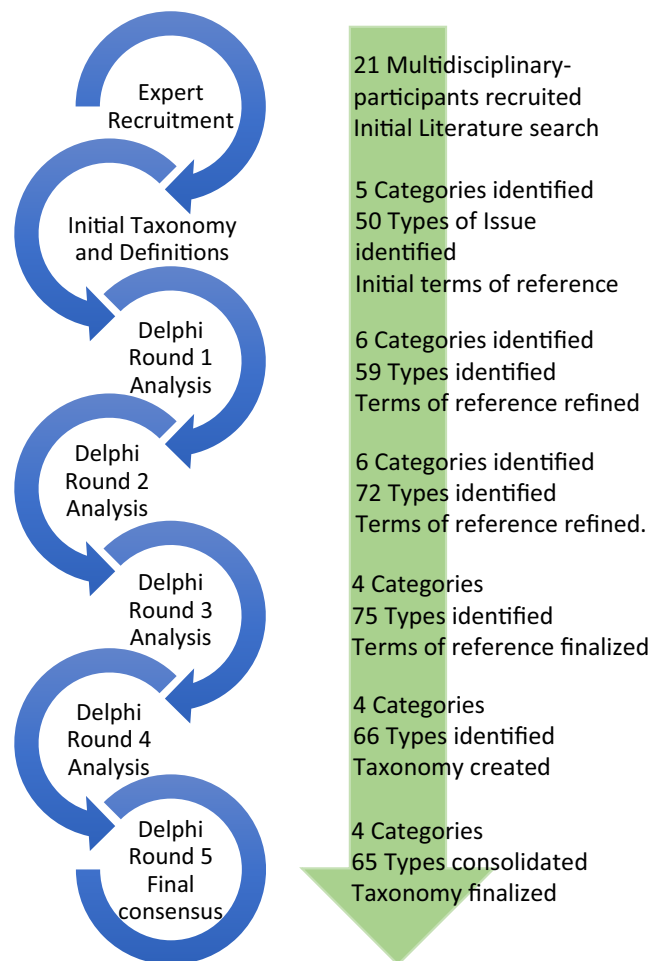 Expert
Recruitment
21 Multidisciplinary-
participants recruited
Initial Literature search
Initial Taxonomy
and Definitions
5 Categories identified
50 Types of Issue
identified
Initial terms of reference
Delphi
Round 1
Analysis
6 Categories identified
59 Types identified
Terms of reference refined
Delphi
Round 2
Analysis
6 Categories identified
72 Types identified
Terms of reference refined.
Delphi
Round 3
Analysis
4 Categories
75 Types identified
Terms of reference finalized
Delphi
Round 4
Analysis
4 Categories
66 Types identified
Taxonomy created
Delphi
Round 5
Final
consensus
4 Categories
65 Types consolidated
Taxonomy finalized